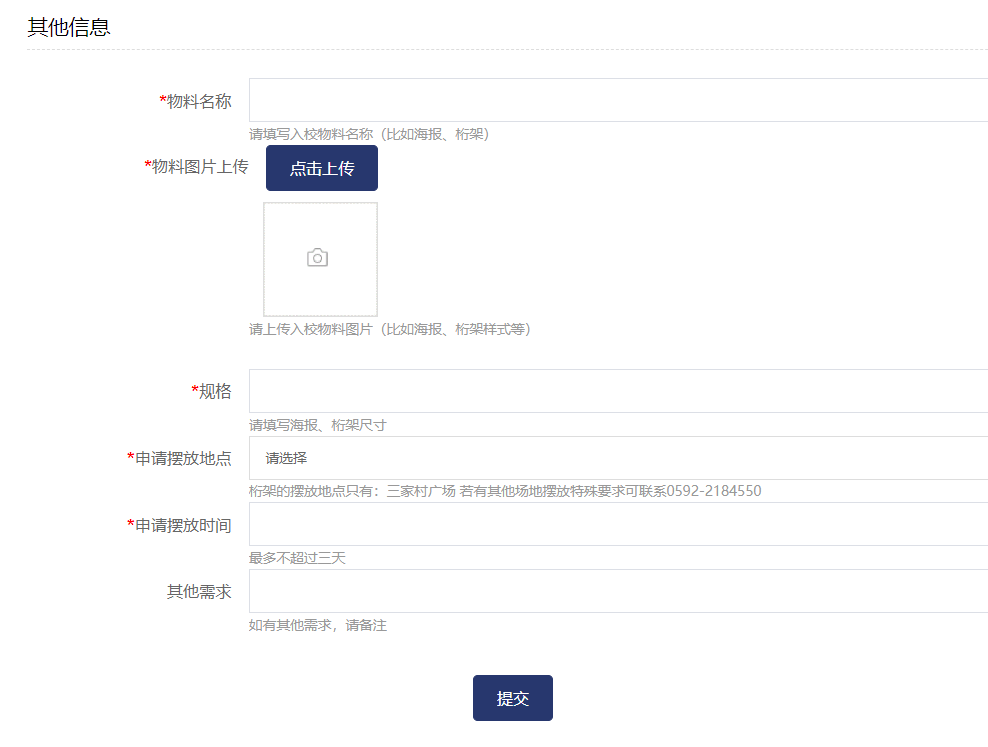 其他信息
*物料名称
请填写入校物料名称（比如海报、桁架）
*物料图片上传
点击上传
请上传入校物料图片（比如海报、桁架样式等）
*规格
请填写海报、桁架尺寸
*申请摆放地点
请选择
桁架的摆放地点只有：三家村广场 若有其他场地摆放特殊要求可联系0592-2184550
*申请摆放时间
最多不超过三天
其他需求
如有其他需求，请备注
提交